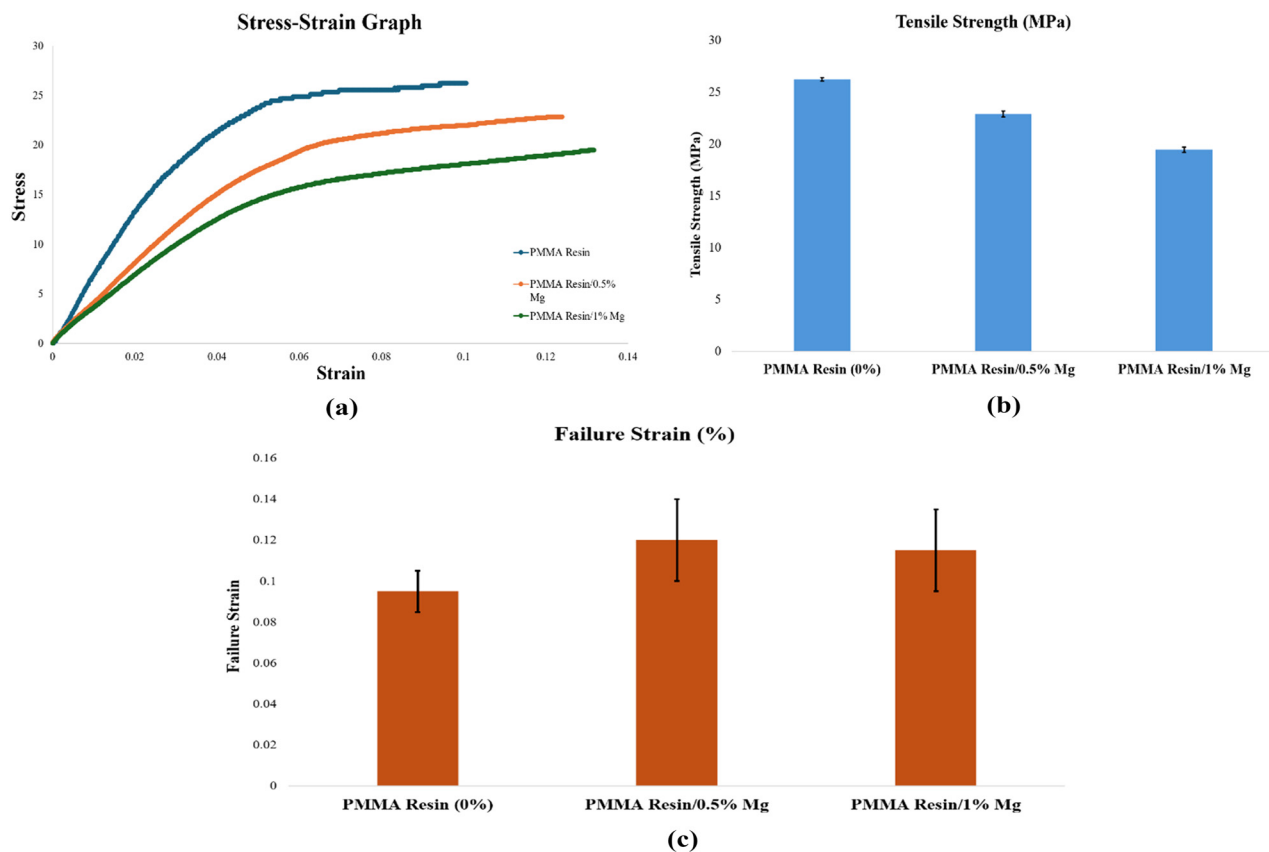 Stress-Strain Graph
30
25
20
15
10
5
0
Stress
0
0.02
0.04
0.06
0.08
0.1
0.12
0.14
Strain
PMMA Resin
PMMA Resin/0.5%
Mg
PMMA Resin/1% Mg
(a)
Tensile Strength (MPa)
30
25
20
15
10
5
0
Tensile Strength (MPa)
PMMA Resin (0%)
PMMA Resin/0.5% Mg
PMMA Resin/1% Mg
(b)
Failure Strain (%)
0.16
0.14
0.12
0.1
0.08
0.06
0.04
0.02
0
Failure Strain
PMMA Resin (0%)
PMMA Resin/0.5% Mg
PMMA Resin/1% Mg
(c)